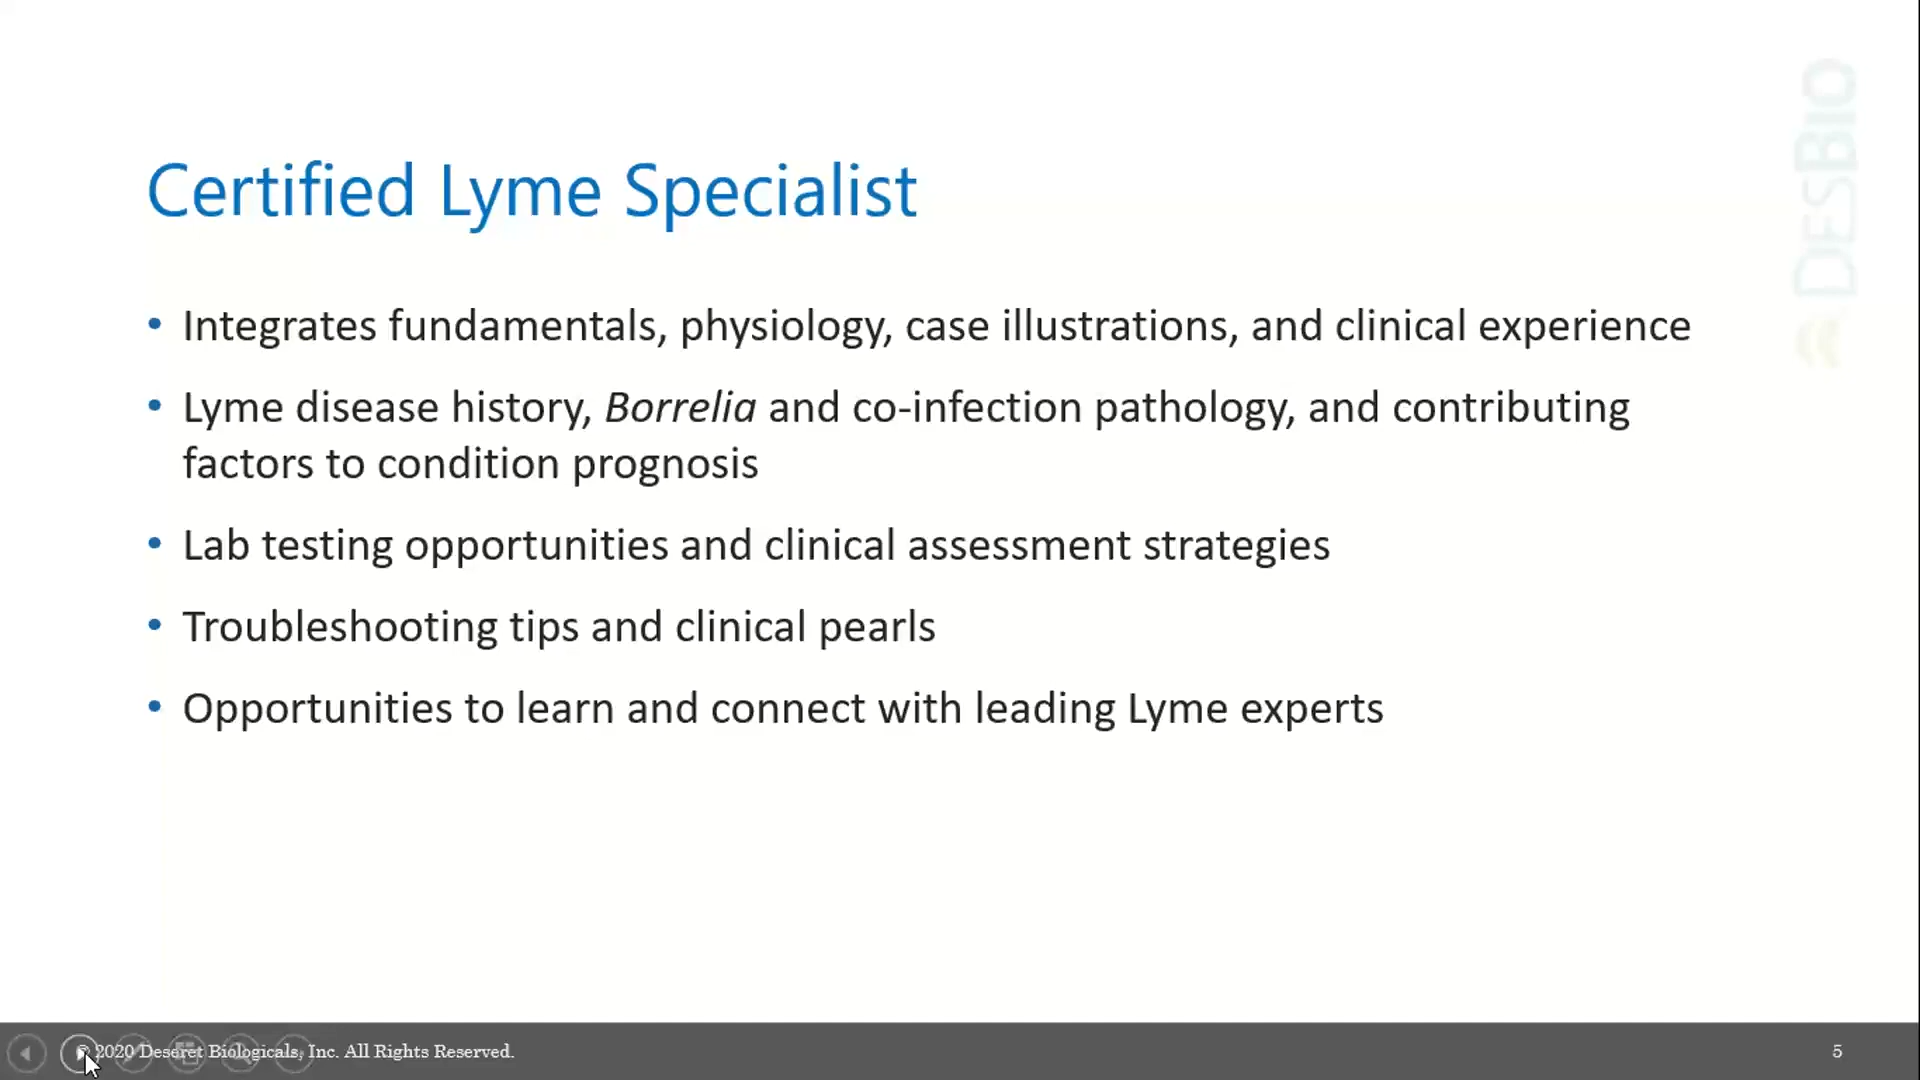 Certified Lyme Specialist
• Integrates fundamentals, physiology, case illustrations, and clinical experience
• Lyme disease history, Borrelia and co-infection pathology, and contributing
factors to condition prognosis
• Lab testing opportunities and clinical assessment strategies
• Troubleshooting tips and clinical pearls
• Opportunities to learn and connect with leading Lyme experts
DESBIO
© 2020 Deseret Biologicals, Inc. All Rights Reserved.
5